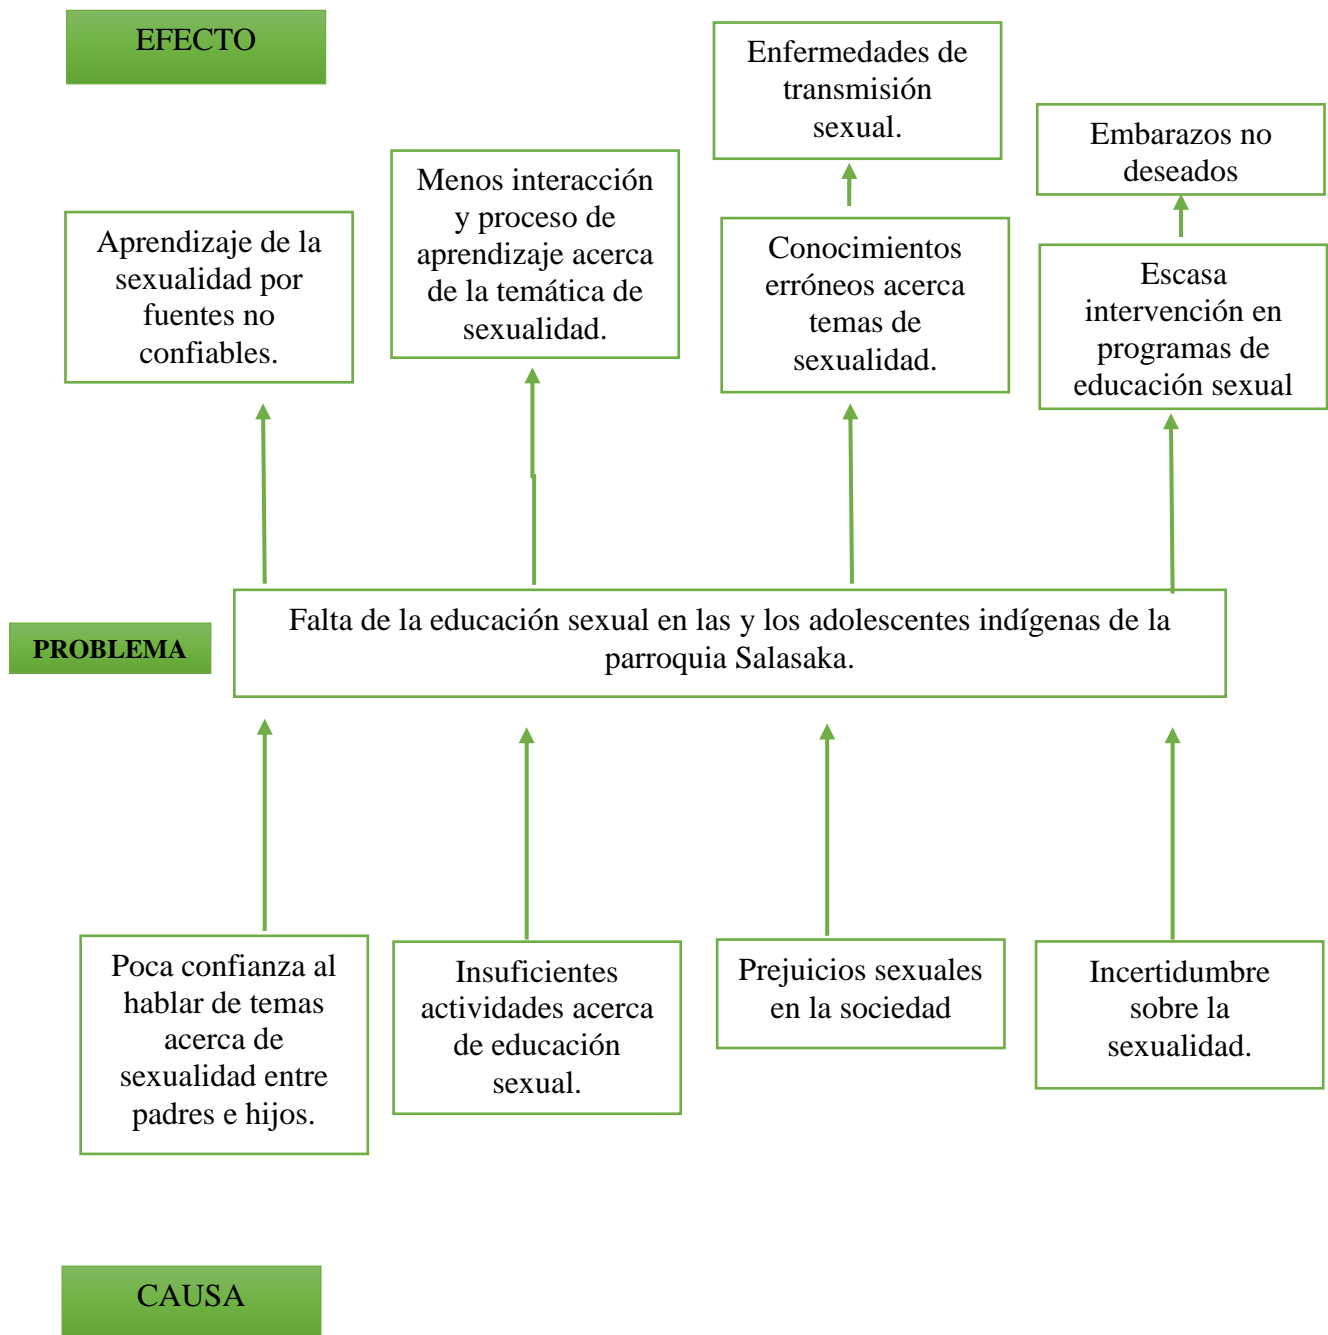 EFECTO
Enfermedades de
transmisión
sexual.
Embarazos no
deseados
Menos interacción
y proceso de
aprendizaje acerca
de la temática de
sexualidad.
Aprendizaje de la
sexualidad por
fuentes no
confiables.
Conocimientos
erróneos acerca
temas de
sexualidad.
Escasa
intervención en
programas de
educación sexual
PROBLEMA
Falta de la educación sexual en las y los adolescentes indígenas de la
parroquia Salasaka.
Poca confianza al
hablar de temas
acerca de
sexualidad entre
padres e hijos.
Insuficientes
actividades acerca
de educación
sexual.
Prejuicios sexuales
en la sociedad
Incertidumbre
sobre la
sexualidad.
CAUSA